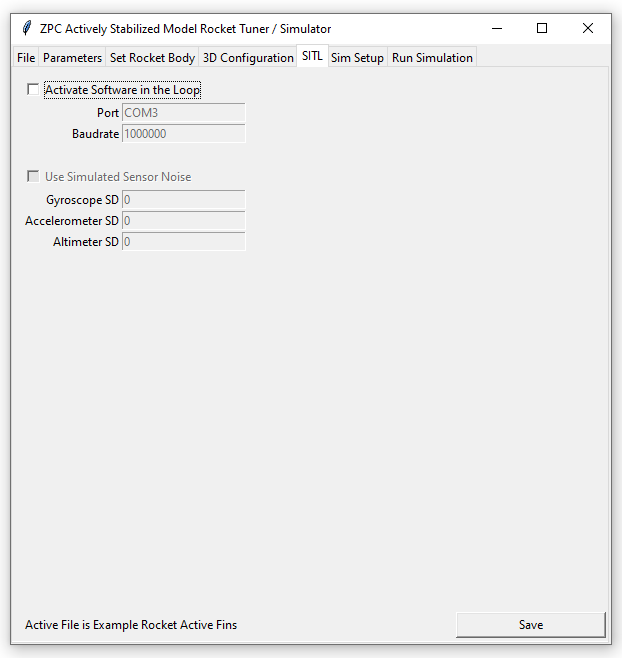 ZPC Actively Stabilized Model Rocket Tuner / Simulator
File Parameters Set Rocket Body 3D Configuration SITL Sim Setup Run Simulation
Activate Software in the Loop
Port COM3
Baudrate 1000000
Use Simulated Sensor Noise
Gyroscope SD 0
Accelerometer SD 0
Altimeter SD 0
Active File is Example Rocket Active Fins Save